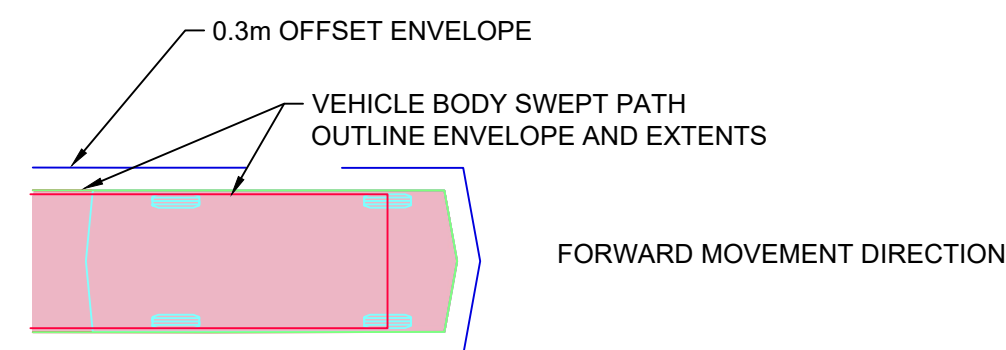 0.3m OFFSET ENVELOPE
VEHICLE BODY SWEPT PATH
OUTLINE ENVELOPE AND EXTENTS
FORWARD MOVEMENT DIRECTION